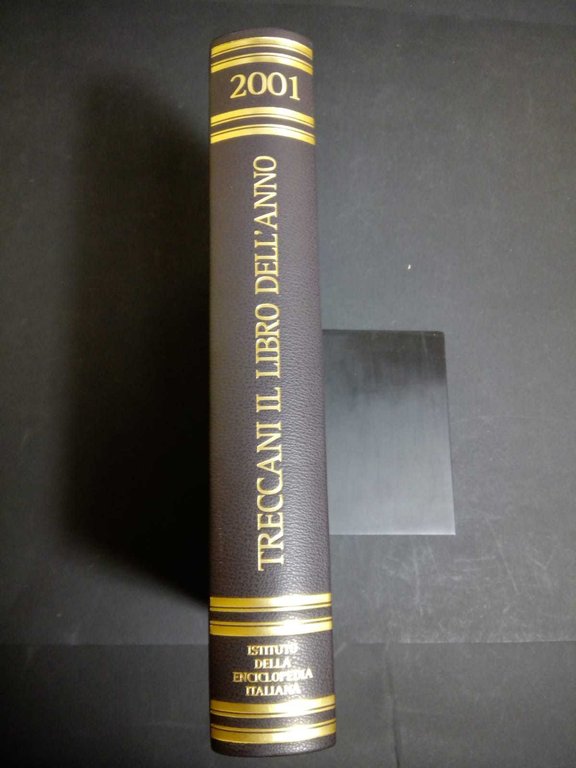 2001
TRECCANI IL LIBRO DELL'ANNO
ISTITUTO
DELLA
ENCICLOPEDIA
ITALIANA